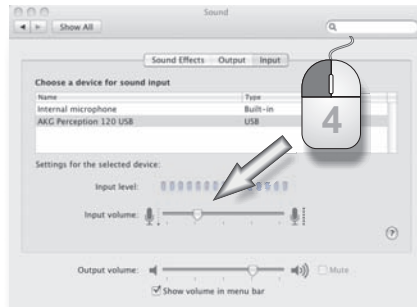 Sound
Show All
Sound Effects Output Input
Choose a device for sound input
Name Type
Internal microphone Built-in
AKG Perception 120 USB USB
Settings for the selected device:
Input level:
Input volume:
?
Output volume: Mute
Show volume in menu bar
4